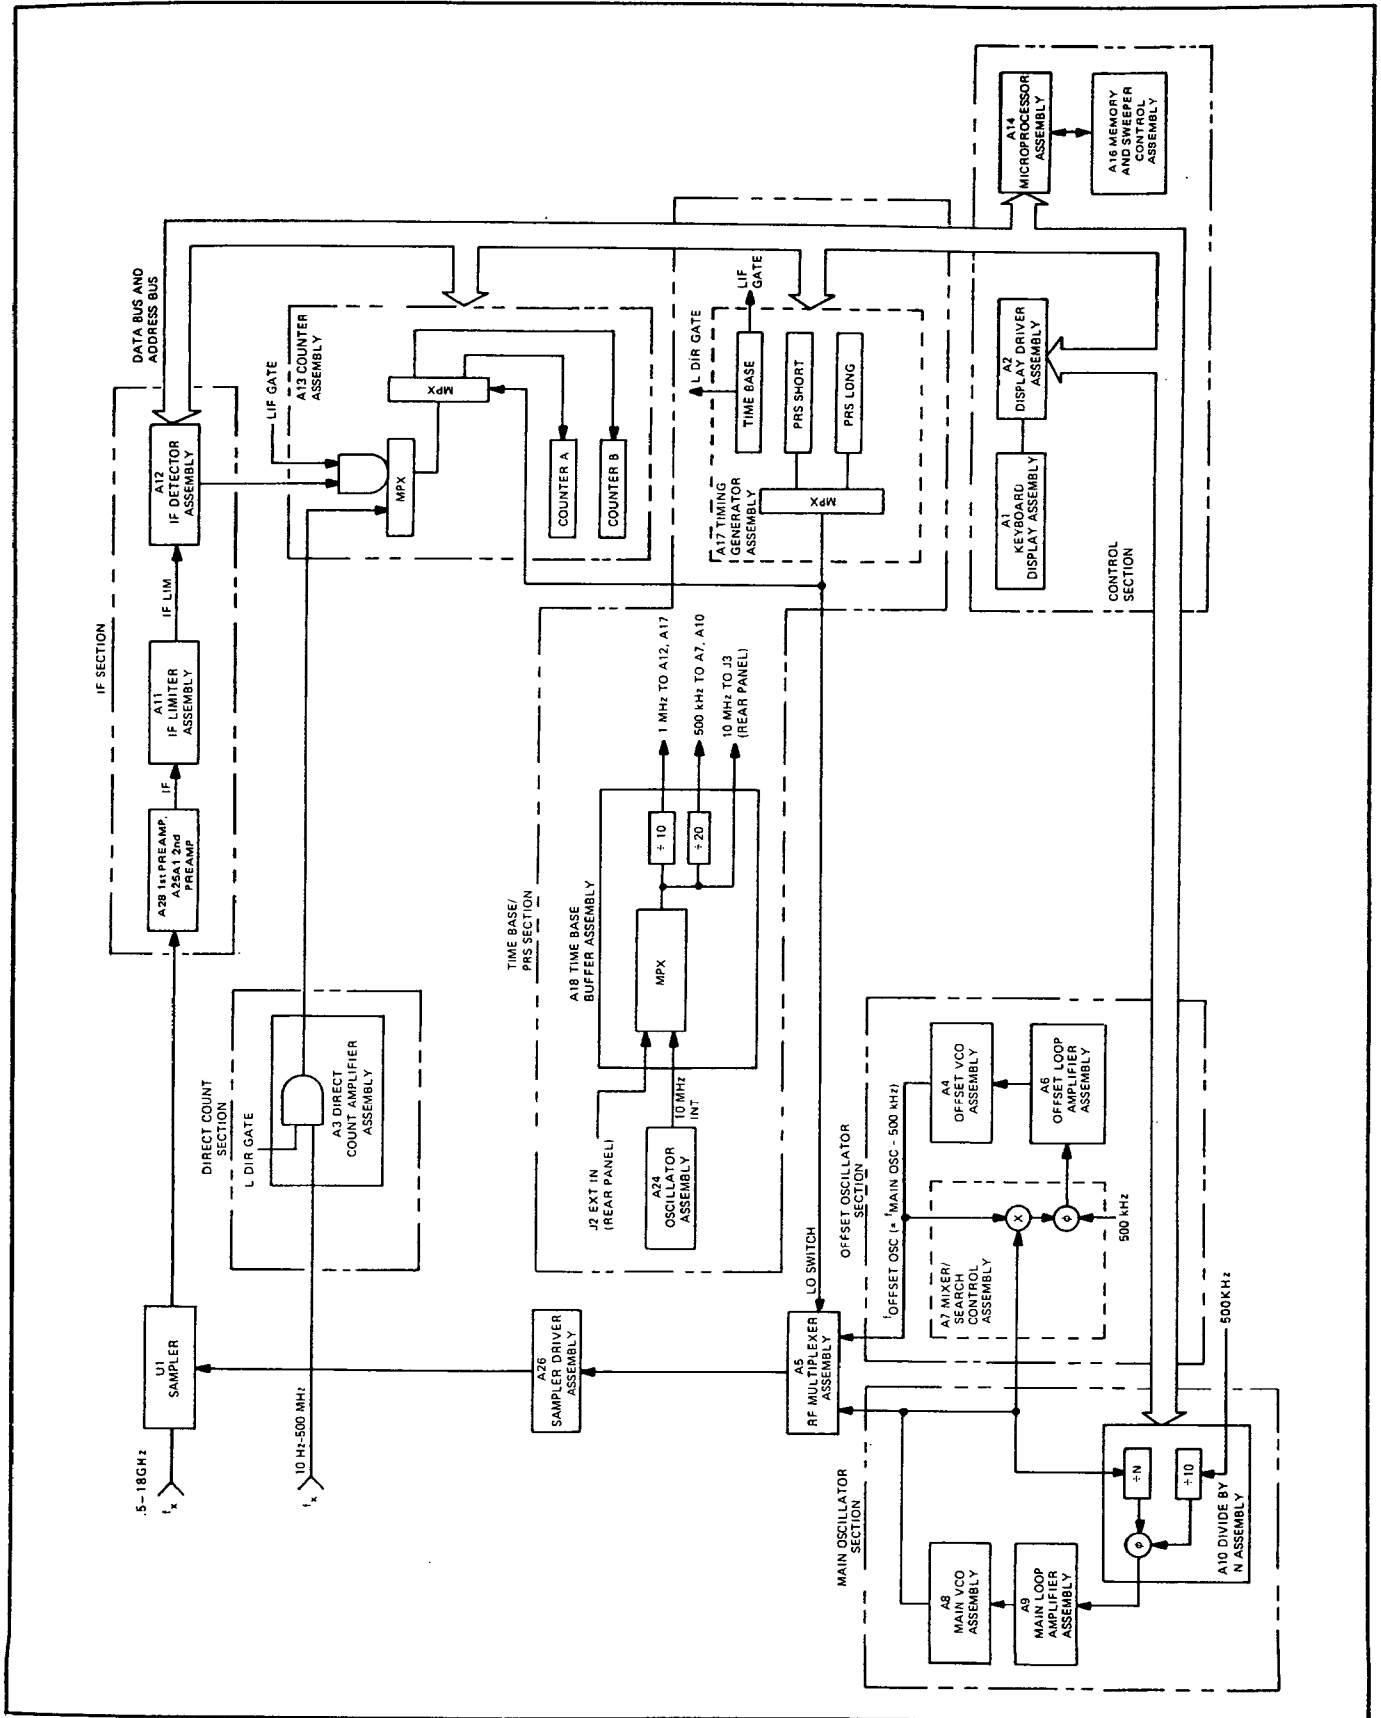 .5-18GHz
fx
U1
SAMPLER
10 Hz-500 MHz
fx
DIRECT COUNT
SECTION
L DIR GATE
A3 DIRECT
COUNT AMPLIFIER
ASSEMBLY
IF SECTION
A28 1st PREAMP,
A25A1 2nd
PREAMP
IF
A11
IF LIMITER
ASSEMBLY
IF LIM
A12
IF DETECTOR
ASSEMBLY
DATA BUS AND
ADDRESS BUS
LIF GATE
A13 COUNTER
ASSEMBLY
MPX
MPX
COUNTER A
COUNTER B
A26
SAMPLER DRIVER
ASSEMBLY
TIME BASE/
PRS SECTION
J2 EXT IN
(REAR PANEL)
A24
OSCILLATOR
ASSEMBLY
10 MHz
INT
A18 TIME BASE
BUFFER ASSEMBLY
MPX
÷ 10
÷ 20
1 MHz TO A12, A17
500 kHz TO A7, A10
10 MHz TO J3
(REAR PANEL)
L DIR GATE
LIF
GATE
A17 TIMING
GENERATOR
ASSEMBLY
MPX
TIME BASE
PRS SHORT
PRS LONG
A5
RF MULTIPLEXER
ASSEMBLY
LO SWITCH
OFFSET OSCILLATOR
SECTION
fOFFSET OSC (= fMAIN OSC - 500 kHz)
A7 MIXER/
SEARCH
CONTROL
ASSEMBLY
X
φ
500 kHz
A4
OFFSET VCO
ASSEMBLY
A6
OFFSET LOOP
AMPLIFIER
ASSEMBLY
MAIN OSCILLATOR
SECTION
A8
MAIN VCO
ASSEMBLY
A9
MAIN LOOP
AMPLIFIER
ASSEMBLY
φ
÷N
÷10
A10 DIVIDE BY
N ASSEMBLY
500KHz
A1
KEYBOARD
DISPLAY ASSEMBLY
A2
DISPLAY DRIVER
ASSEMBLY
A14
MICROPROCESSOR
ASSEMBLY
A16 MEMORY
AND SWEEPER
CONTROL
ASSEMBLY
CONTROL
SECTION